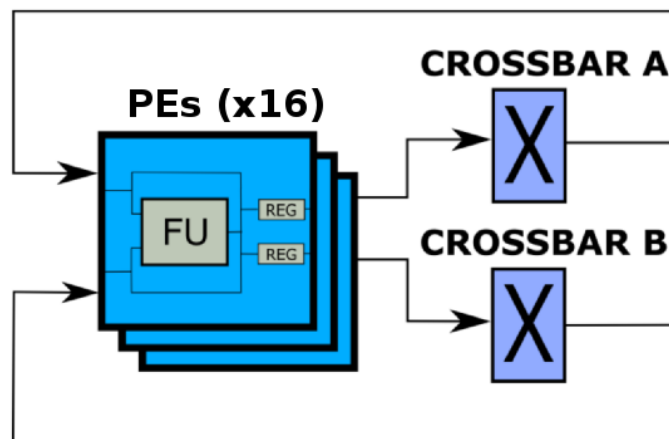 CROSSBAR A
PEs (x16)
X
REG
FU
REG
CROSSBAR B
X